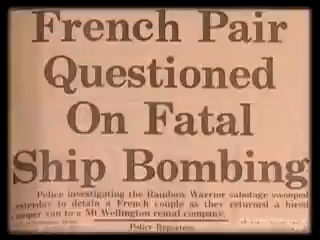 French Pair
Questioned
On Fatal
Ship Bombing
Police investigating the Rainbow Warrior sabotage swooped
yesterday to detain a French couple as they returned a hired
camper van to a Mt Wellington rental company.
Police Reporters